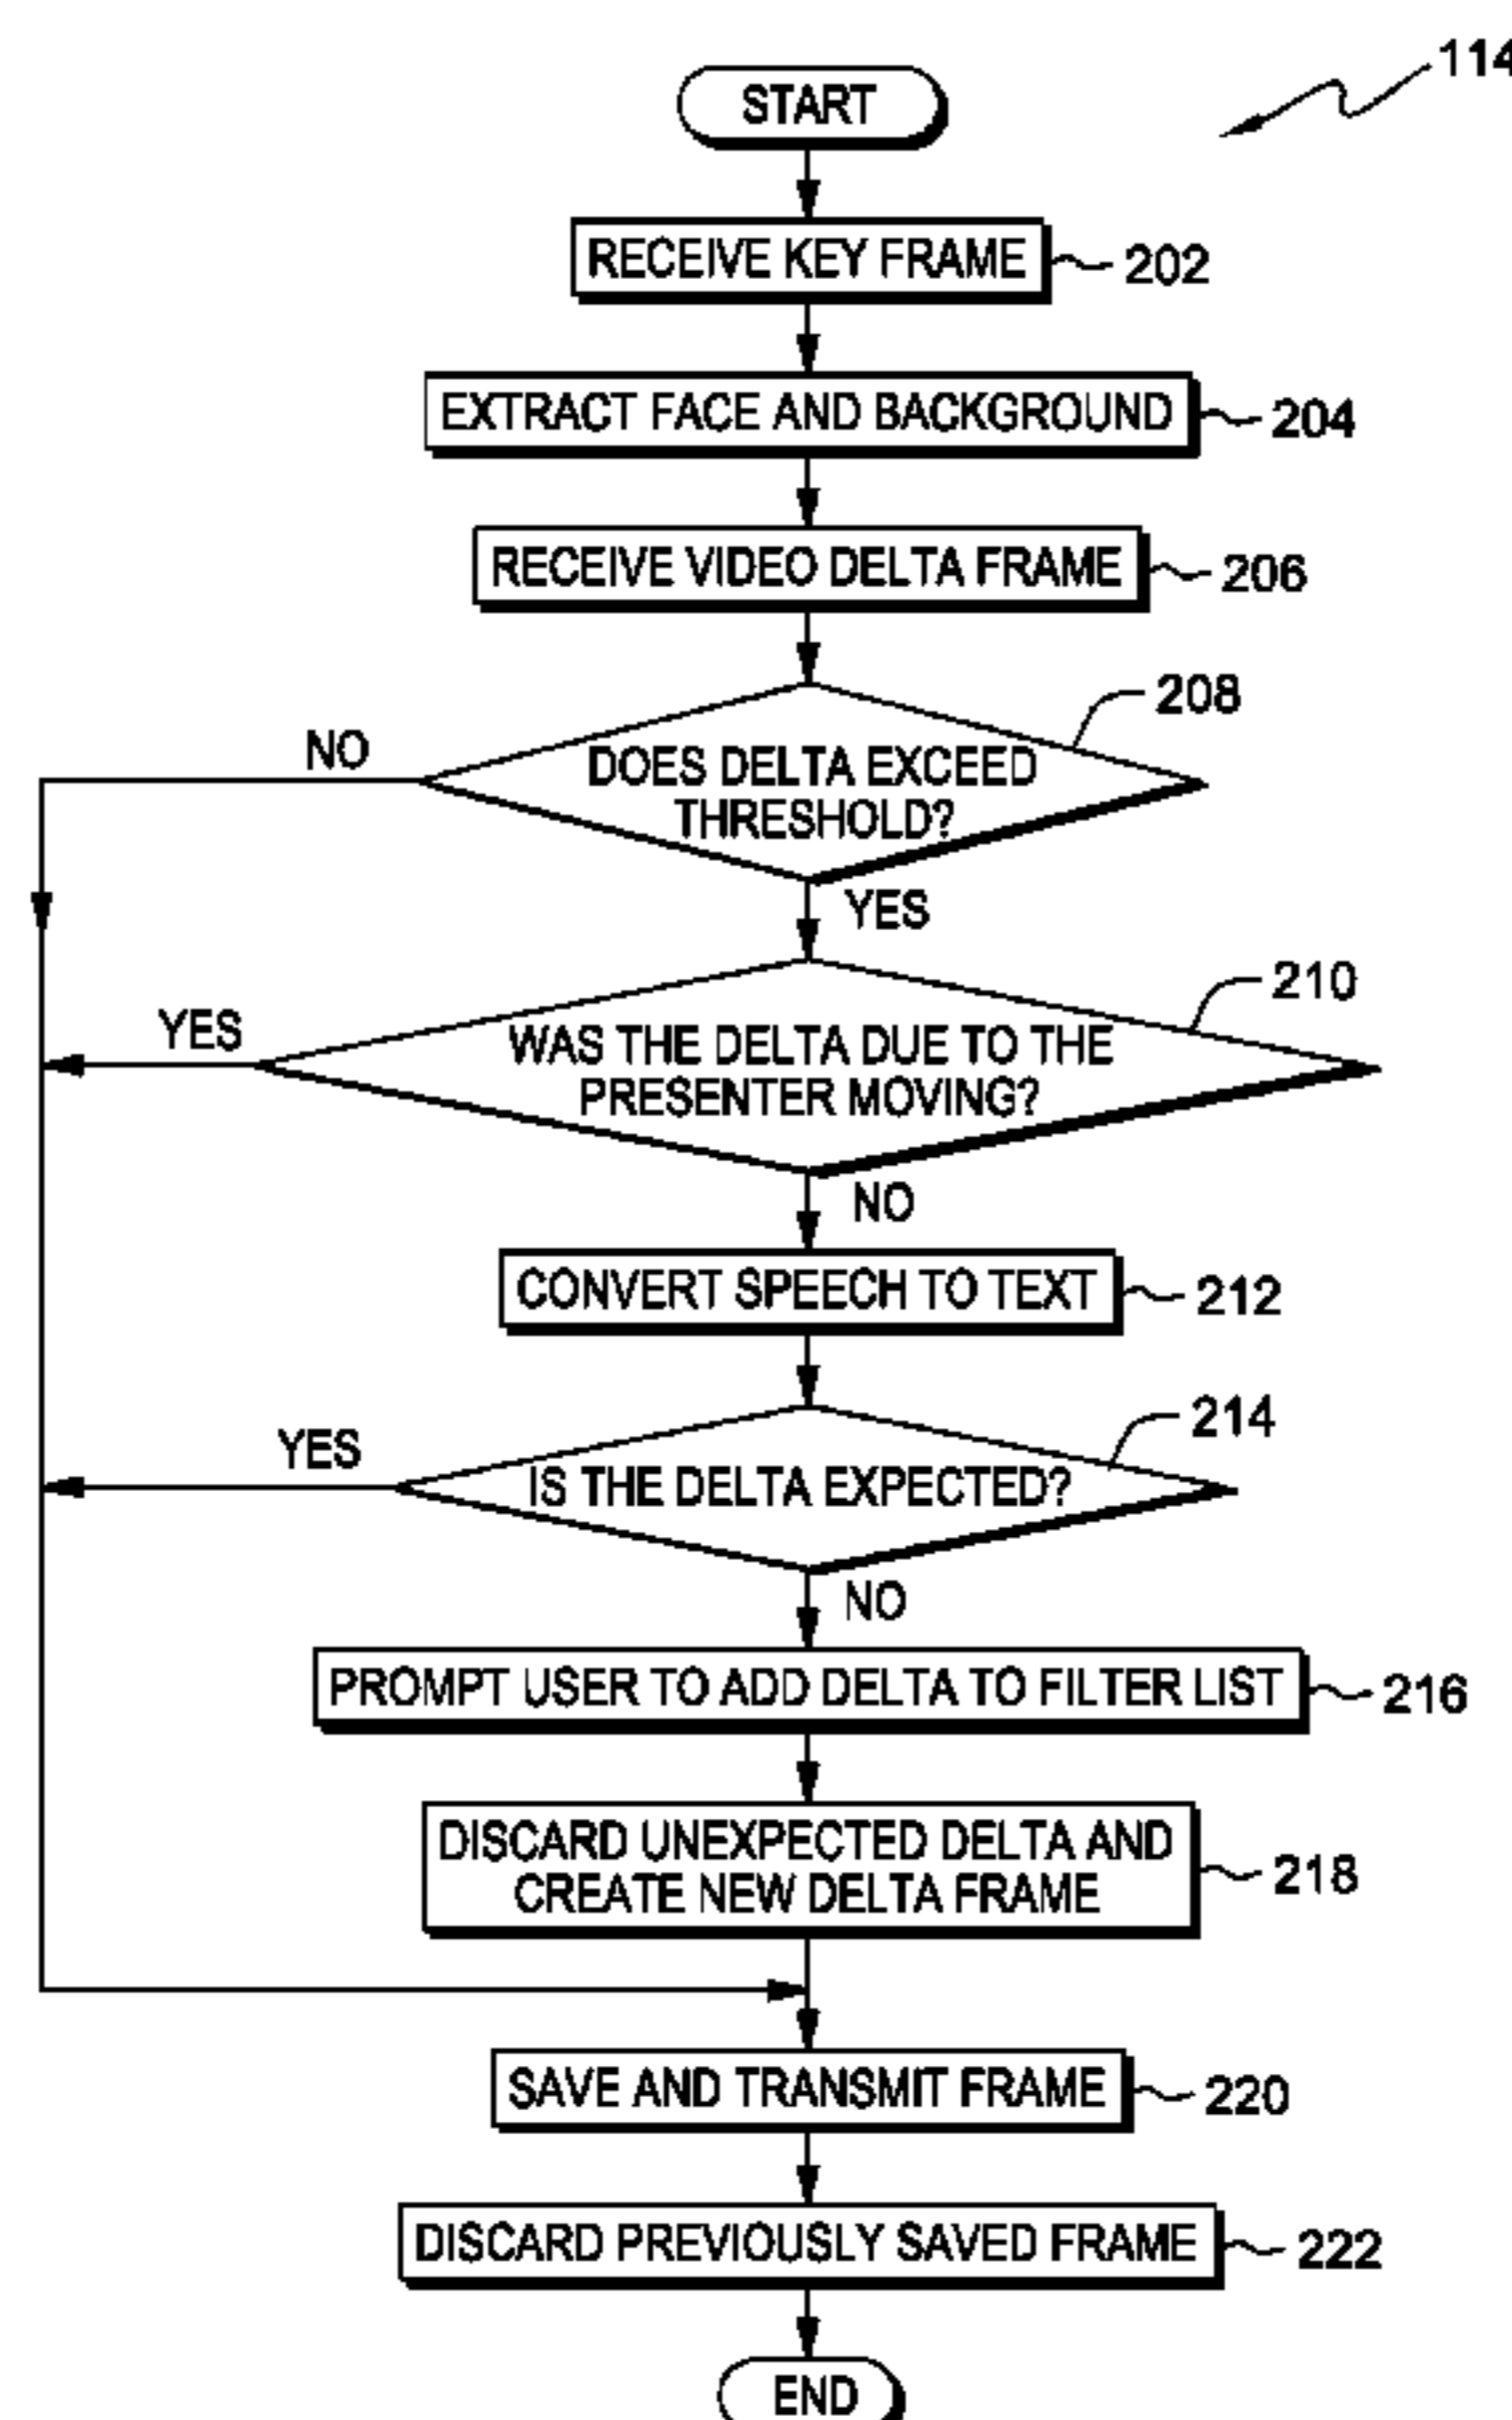 114
START
RECEIVE KEY FRAME
202
EXTRACT FACE AND BACKGROUND
204
RECEIVE VIDEO DELTA FRAME
206
208
NO
DOES DELTA EXCEED
THRESHOLD?
YES
210
YES
WAS THE DELTA DUE TO THE
PRESENTER MOVING?
NO
CONVERT SPEECH TO TEXT
212
214
YES
IS THE DELTA EXPECTED?
NO
PROMPT USER TO ADD DELTA TO FILTER LIST
216
DISCARD UNEXPECTED DELTA AND
CREATE NEW DELTA FRAME
218
SAVE AND TRANSMIT FRAME
220
DISCARD PREVIOUSLY SAVED FRAME
222
END